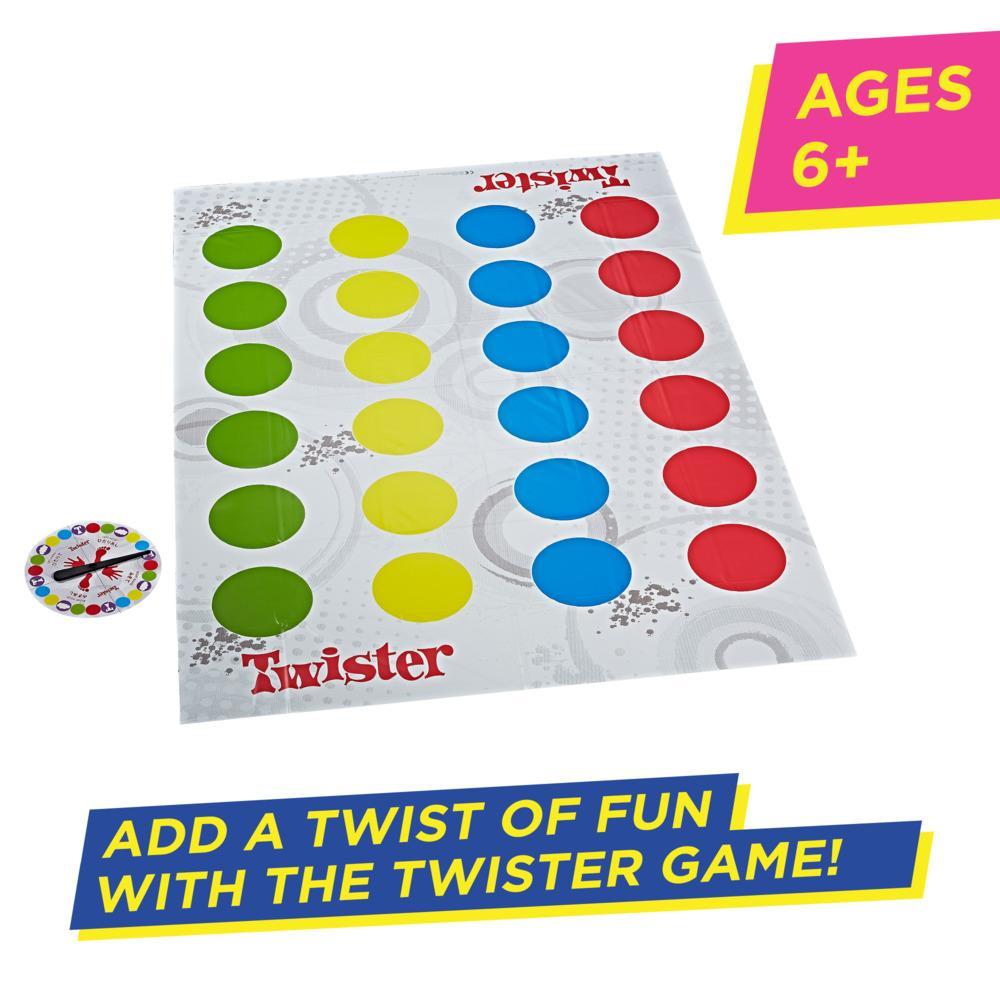 AGES
6+
Twister
Twister
ADD A TWIST OF FUN
WITH THE TWISTER GAME!